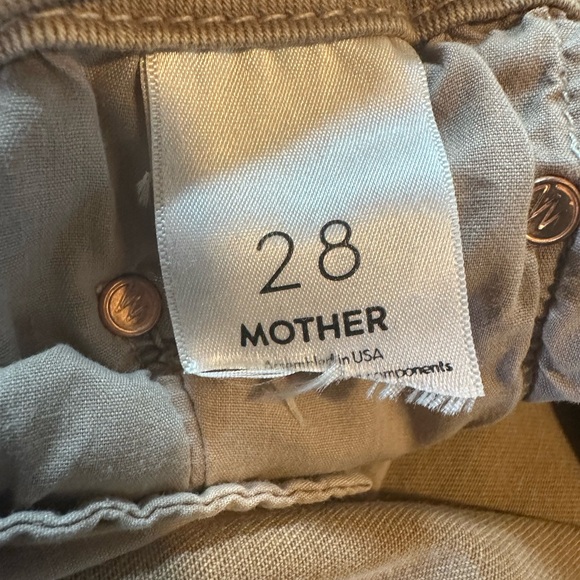 28
MOTHER
Assembled in USA
components